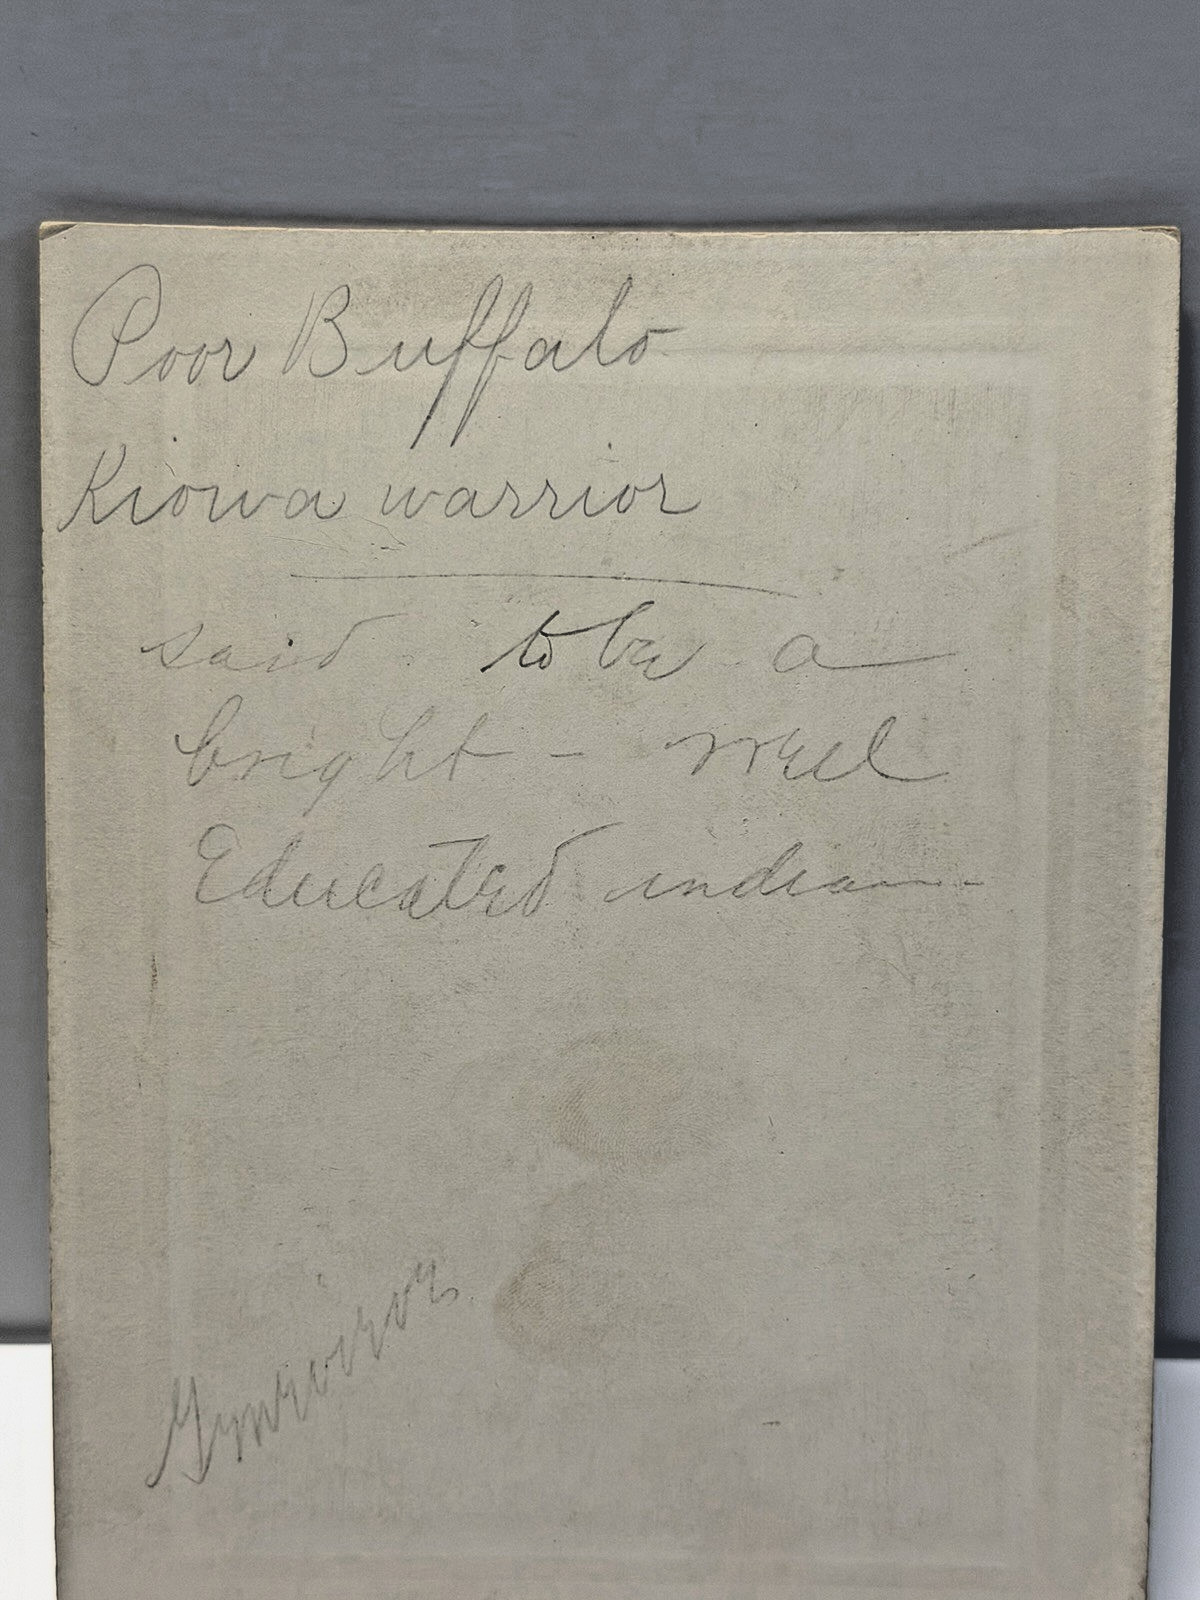 Poor Buffalo
Kiowa warrior
said to be a
bright - well
Educated indian